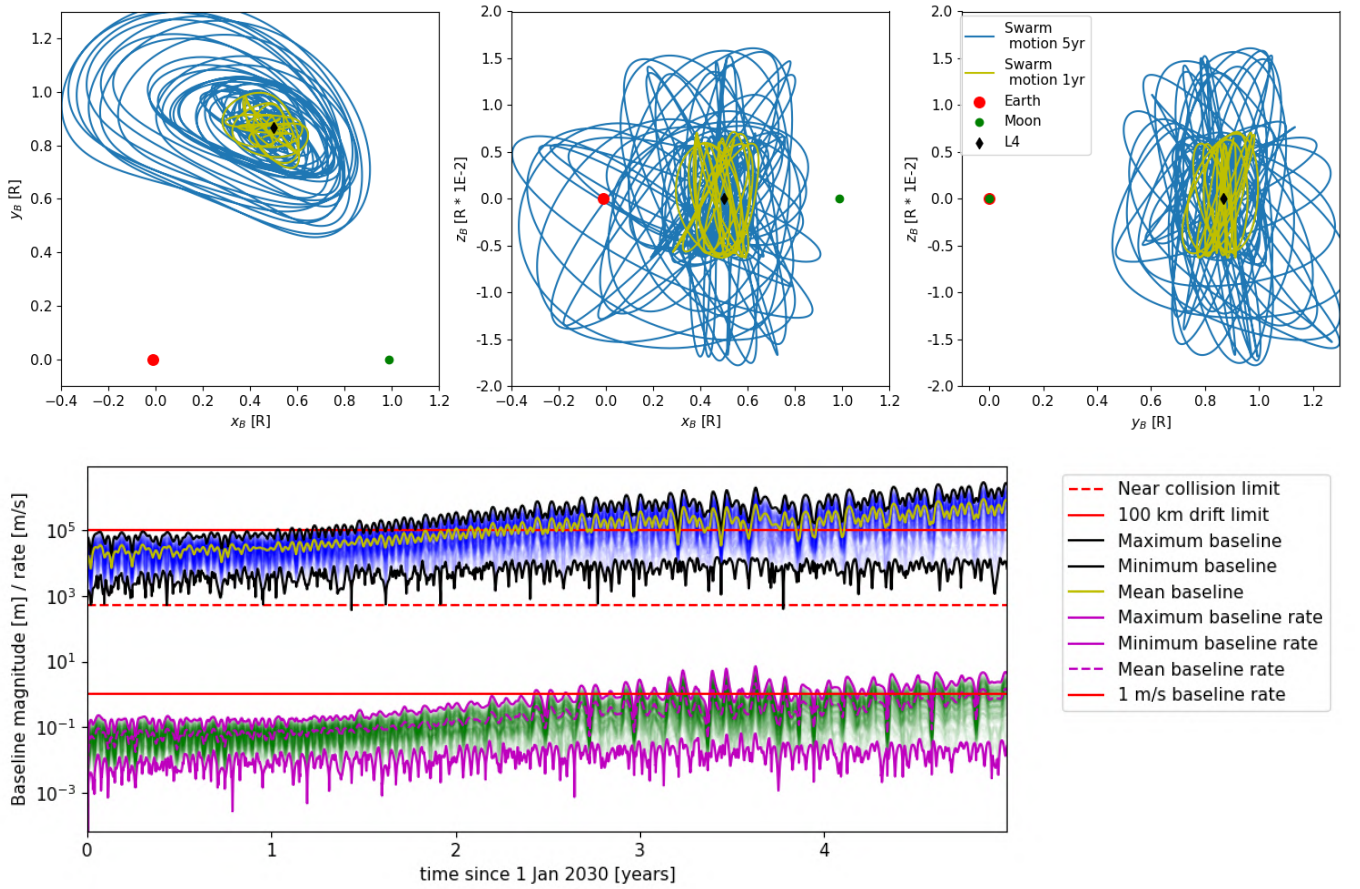 1.2
1.0
0.8
0.6
0.4
0.2
0.0
y_B [R]
−0.4 −0.2 0.0 0.2 0.4 0.6 0.8 1.0 1.2
x_B [R]
2.0
1.5
1.0
0.5
0.0
-0.5
-1.0
-1.5
-2.0
z_B [R * 1E-2]
−0.4 −0.2 0.0 0.2 0.4 0.6 0.8 1.0 1.2
x_B [R]
2.0
1.5
1.0
0.5
0.0
-0.5
-1.0
-1.5
-2.0
z_B [R * 1E-2]
0.0 0.2 0.4 0.6 0.8 1.0 1.2
y_B [R]
Swarm
motion 5yr
Swarm
motion 1yr
Earth
Moon
L4
Baseline magnitude [m] / rate [m/s]
10^5
10^3
10^1
10^−1
10^−3
0 1 2 3 4
time since 1 Jan 2030 [years]
Near collision limit
100 km drift limit
Maximum baseline
Minimum baseline
Mean baseline
Maximum baseline rate
Minimum baseline rate
Mean baseline rate
1 m/s baseline rate